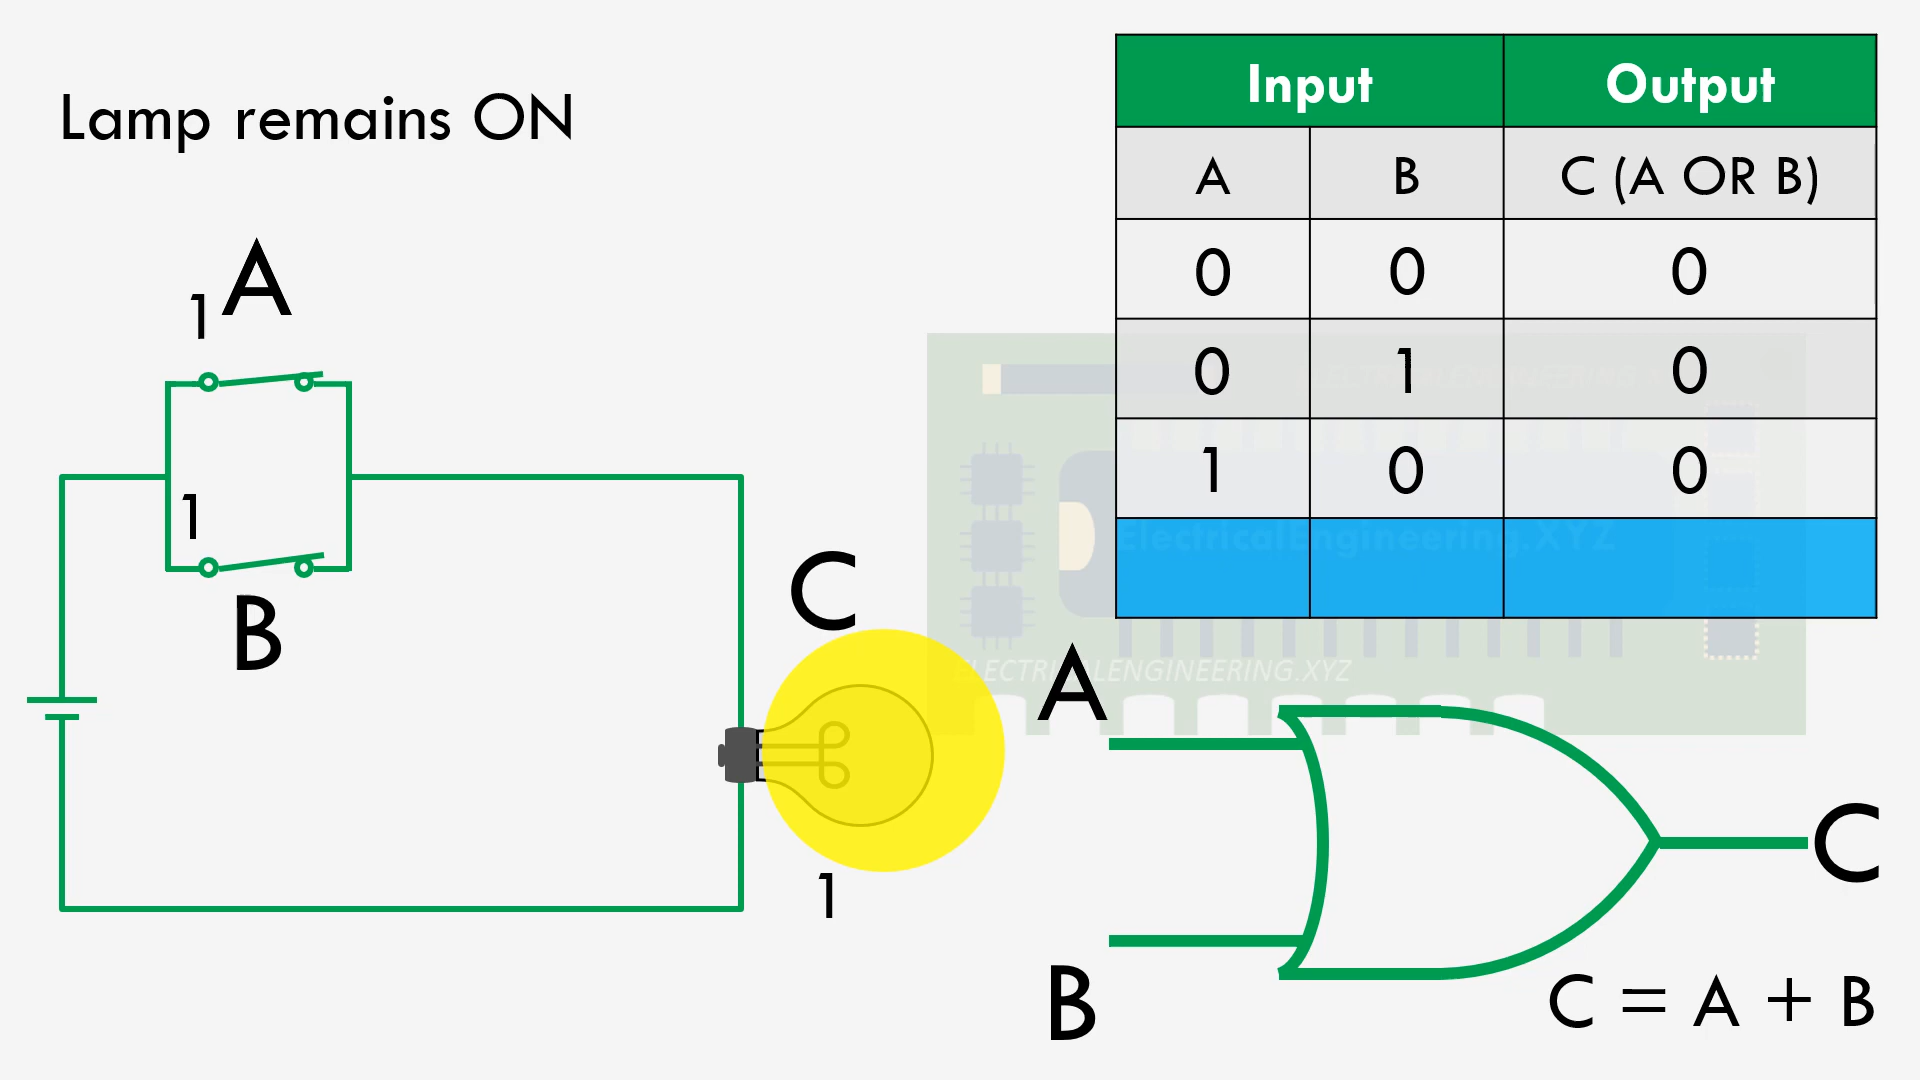 Lamp remains ON
Input Output
A B C (A OR B)
0 0 0
0 1 0
1 0 0
ElectricalEngineering.XYZ
ELECTRICALENGINEERING.XYZ
1 A
1
B
C
1
A
B
C
C = A + B